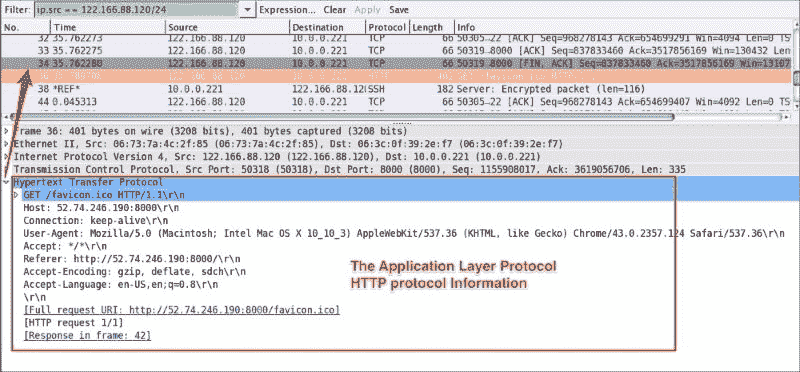 Filter: ip.src == 122.166.88.120/24 Expression... Clear Apply Save
No. Time Source Destination Protocol Length Info
32 35.762273 122.166.88.120 10.0.0.221 TCP 66 50305→22 [ACK] Seq=968278143 Ack=654699291 Win=4094 Len=0 TS
33 35.762275 122.166.88.120 10.0.0.221 TCP 66 50319→8000 [ACK] Seq=837833460 Ack=3517856169 Win=130432 Len
34 35.762280 122.166.88.120 10.0.0.221 TCP 66 50319→8000 [FIN, ACK] Seq=837833460 Ack=3517856169 Win=13107
38 *REF* 10.0.0.221 122.166.88.12 SSH 182 Server: Encrypted packet (len=116)
44 0.045313 122.166.88.120 10.0.0.221 TCP 66 50305→22 [ACK] Seq=968278143 Ack=654699407 Win=4092 Len=0 TS
Frame 36: 401 bytes on wire (3208 bits), 401 bytes captured (3208 bits)
Ethernet II, Src: 06:73:7a:4c:2f:85 (06:73:7a:4c:2f:85), Dst: 06:3c:0f:39:2e:f7 (06:3c:0f:39:2e:f7)
Internet Protocol Version 4, Src: 122.166.88.120 (122.166.88.120), Dst: 10.0.0.221 (10.0.0.221)
Transmission Control Protocol, Src Port: 50318 (50318), Dst Port: 8000 (8000), Seq: 1155908017, Ack: 3619056706, Len: 335
Hypertext Transfer Protocol
GET /favicon.ico HTTP/1.1\r\n
Host: 52.74.246.190:8000\r\n
Connection: keep-alive\r\n
User-Agent: Mozilla/5.0 (Macintosh; Intel Mac OS X 10_10_3) AppleWebKit/537.36 (KHTML, like Gecko) Chrome/43.0.2357.124 Safari/537.36\r\n
Accept: */*\r\n
Referer: http://52.74.246.190:8000/\r\n
Accept-Encoding: gzip, deflate, sdch\r\n
Accept-Language: en-US,en;q=0.8\r\n
\r\n
[Full request URI: http://52.74.246.190:8000/favicon.ico]
[HTTP request 1/1]
[Response in frame: 42]
The Application Layer Protocol
HTTP protocol Information